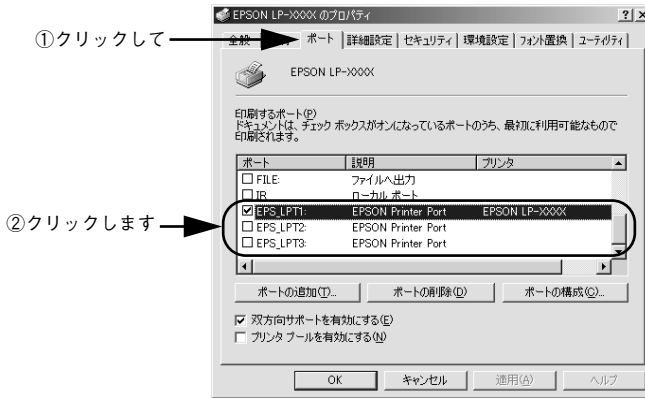 EPSON LP-XXXX のプロパティ
①クリックして
全般
ポート
詳細設定
セキュリティ
環境設定
フォント置換
ユーティリティ
EPSON LP-XXXX
印刷するポート(P)
ドキュメントは、チェック ボックスがオンになっているポートのうち、最初に利用可能なもので
印刷されます。
ポート 説明 プリンタ
FILE: ファイルへ出力
IR ローカル ポート
②クリックします
EPS_LPT1: EPSON Printer Port EPSON LP-XXXX
EPS_LPT2: EPSON Printer Port
EPS_LPT3: EPSON Printer Port
ポートの追加(T)... ポートの削除(D) ポートの構成(C)...
双方向サポートを有効にする(E)
プリンタ プールを有効にする(N)
OK キャンセル 適用(A) ヘルプ